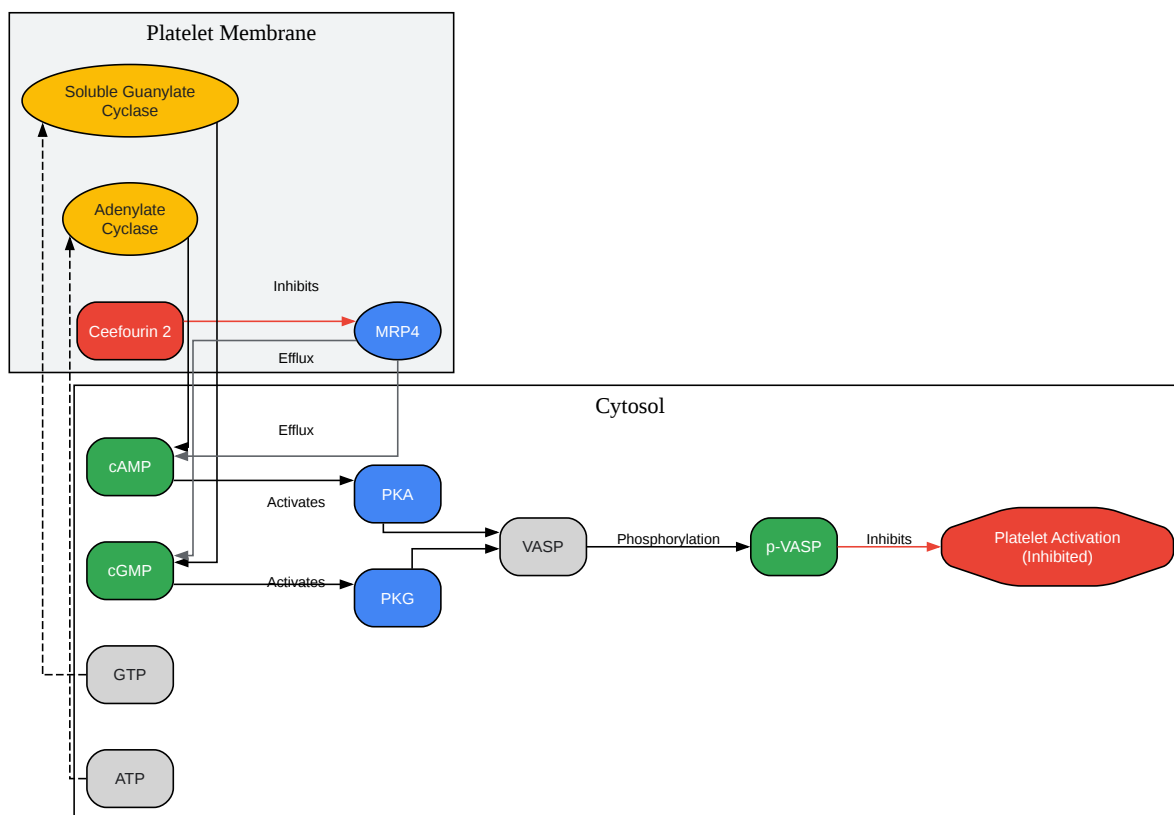 Platelet Membrane
Soluble Guanylate
Cyclase
Adenylate
Cyclase
Inhibits
Ceefourin 2
MRP4
Efflux
Cytosol
Efflux
cAMP
PKA
Activates
Platelet Activation
(Inhibited)
VASP
Phosphorylation
p-VASP
Inhibits
cGMP
Activates
PKG
GTP
ATP